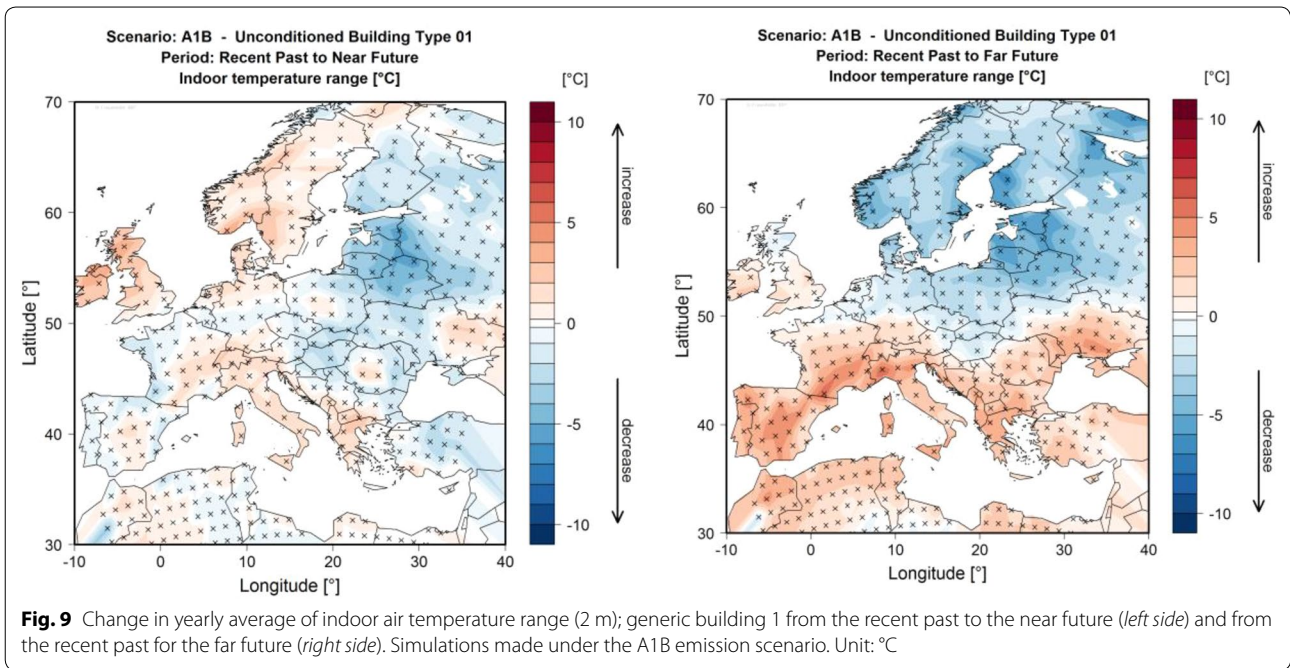 Scenario: A1B - Unconditioned Building Type 01
Period: Recent Past to Near Future
Indoor temperature range [°C]
[°C]
70
60
50
40
30
Latitude [°]
-10
0
10
20
30
40
Longitude [°]
10
5
0
-5
-10
increase
decrease
Scenario: A1B - Unconditioned Building Type 01
Period: Recent Past to Far Future
Indoor temperature range [°C]
[°C]
70
60
50
40
30
Latitude [°]
-10
0
10
20
30
40
Longitude [°]
10
5
0
-5
-10
increase
decrease
Fig. 9 Change in yearly average of indoor air temperature range (2 m); generic building 1 from the recent past to the near future (left side) and from
the recent past for the far future (right side). Simulations made under the A1B emission scenario. Unit: °C